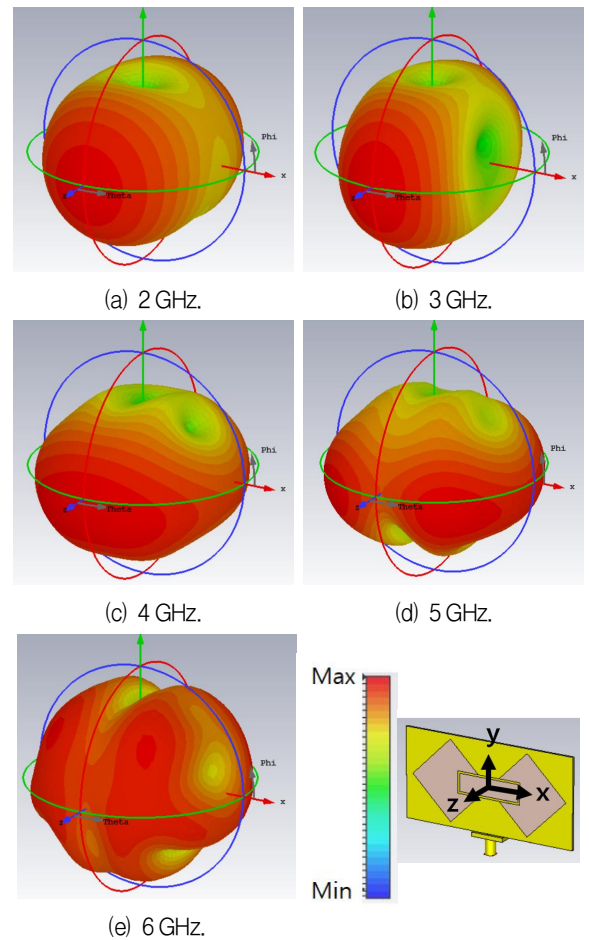 Phi
x
Theta
z
(a) 2 GHz.
Phi
x
Theta
z
(b) 3 GHz.
Phi
x
Theta
z
(c) 4 GHz.
Phi
x
Theta
z
(d) 5 GHz.
Phi
x
Theta
z
(e) 6 GHz.
Max
Min
y
z
x